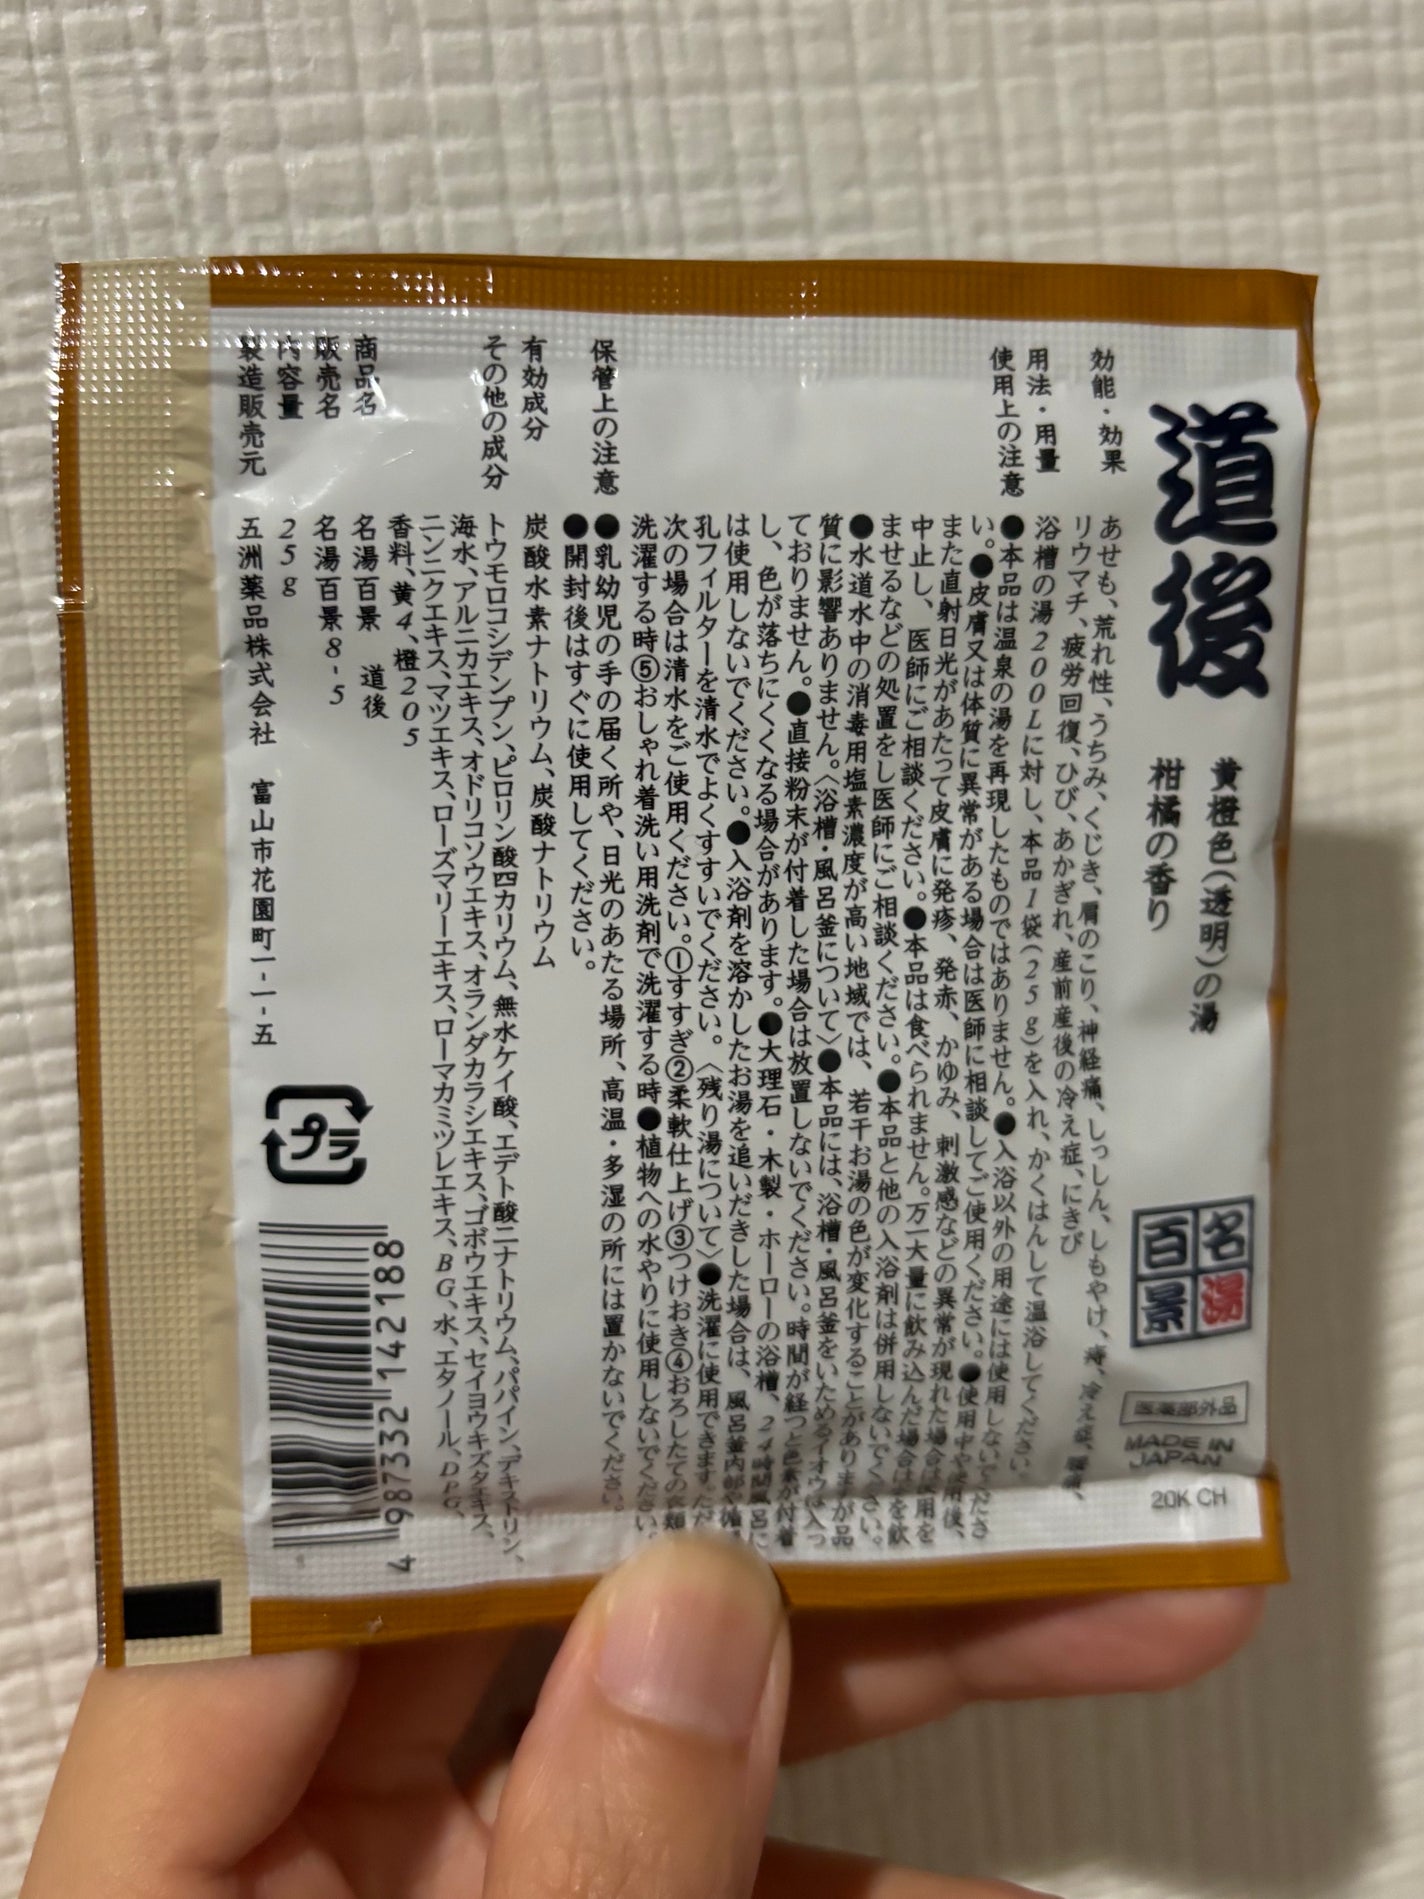 道後
黄橙色(透明)の湯
柑橘の香り
名湯
百景
医薬部外品
MADE IN
JAPAN
20K CH
効能・効果
あせも、荒れ性、うちみ、くじき、肩のこり、神経痛、しっしん、しもやけ、痔、冷え症、腰痛、
リウマチ、疲労回復、ひび、あかぎれ、産前産後の冷え症、にきび
用法・用量
浴槽の湯200Lに対し、本品1袋(25g)を入れ、かくはんして温浴してください。
使用上の注意
●本品は温泉の湯を再現したものではありません。●入浴以外の用途には使用しないでくださ
い。●皮膚又は体質に異常がある場合は医師に相談してご使用ください。●使用中や使用後、
また直射日光があたって皮膚に発疹、発赤、かゆみ、刺激感などの異常が現れた場合は使用を
中止し、医師にご相談ください。●本品は食べられません。万一大量に飲み込んだ場合は水を飲
ませるなどの処置をし医師にご相談ください。●本品と他の入浴剤は併用しないでください。
●水道水中の消毒用塩素濃度が高い地域では、若干お湯の色が変化することがありますが品
質に影響ありません。〈浴槽・風呂釜について〉●本品には、浴槽・風呂釜をいためるイオウは入っ
ておりません。●直接粉末が付着した場合は放置しないでください。時間が経つと色素が付着
し、色が落ちにくくなる場合があります。●大理石・木製・ホーローの浴槽、24時間風呂に
は使用しないでください。●入浴剤を溶かしたお湯を追いだきした場合は、風呂釜内部や循
孔フィルターを清水でよくすすいでください。〈残り湯について〉●洗濯に使用できます。ただ
次の場合は清水をご使用ください。①すすぎ②柔軟仕上げ③つけおき④おろしたての衣類
洗濯する時⑤おしゃれ着洗い用洗剤で洗濯する時●植物への水やりに使用しないでください。
保管上の注意
●乳幼児の手の届く所や、日光のあたる場所、高温・多湿の所には置かないでください。
●開封後はすぐに使用してください。
有効成分
炭酸水素ナトリウム、炭酸ナトリウム
その他の成分
トウモロコシデンプン、ピロリン酸四カリウム、無水ケイ酸、エデト酸二ナトリウム、パパイン、デキストリン、
海水、アルニカエキス、オドリコソウエキス、オランダカラシエキス、ゴボウエキス、セイヨウキズタエキス、
ニンニクエキス、マツエキス、ローズマリーエキス、ローマカミツレエキス、BG、水、エタノール、DPG、
香料、黄4、橙205
商品名
名湯百景 道後
販売名
名湯百景8-5
内容量
25g
製造販売元
五洲薬品株式会社 富山市花園町一-一-五
プラ
4 987332 142188